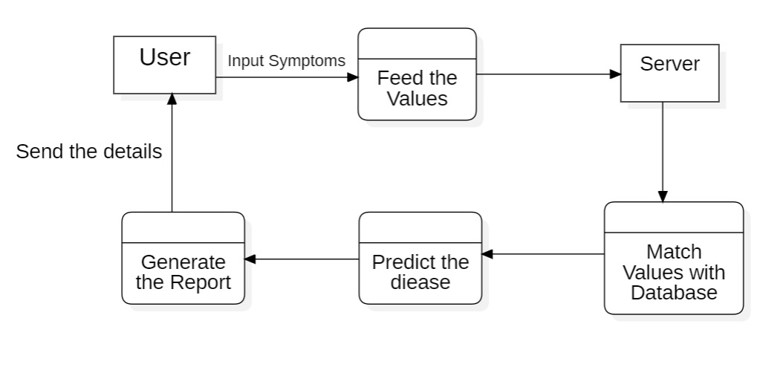 User
Input Symptoms
Feed the
Values
Server
Send the details
Generate
the Report
Predict the
diease
Match
Values with
Database